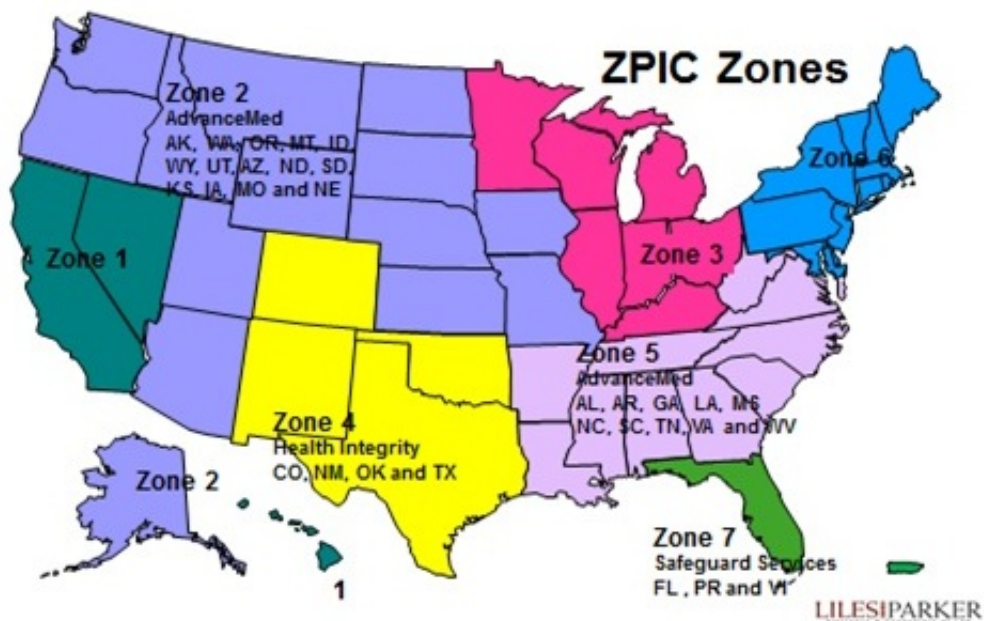 ZPIC Zones
Zone 2
AdvanceMed
AK, WA, OR, MT, ID
WY, UT, AZ, ND, SD,
KS, IA, MO and NE
Zone 6
Zone 1
Zone 3
Zone 5
AdvanceMed
AL, AR, GA, LA, MS
NC, SC, TN, VA and WV
Zone 4
Health Integrity
CO, NM, OK and TX
Zone 2
1
Zone 7
Safeguard Services
FL, PR and VI
LILES PARKER